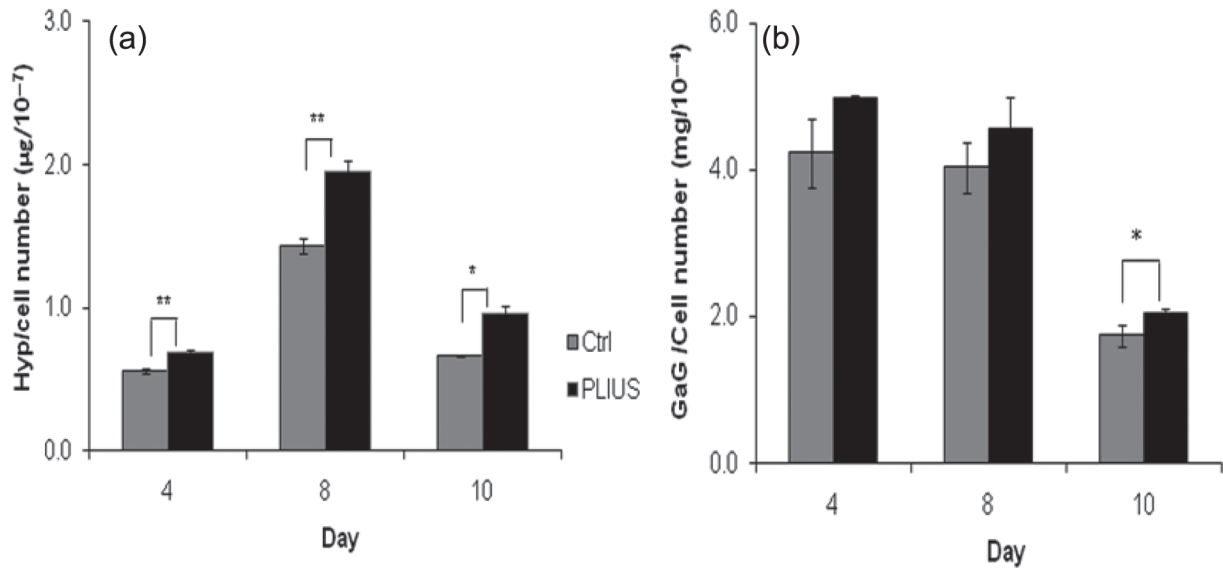 (a)
Hyp/cell number (µg/10⁻⁷)
3.0
2.0
1.0
0.0
**
**
*
4 8 10
Day
Ctrl
PLIUS
(b)
GaG /Cell number (mg/10⁻⁴)
6.0
4.0
2.0
0.0
*
4 8 10
Day